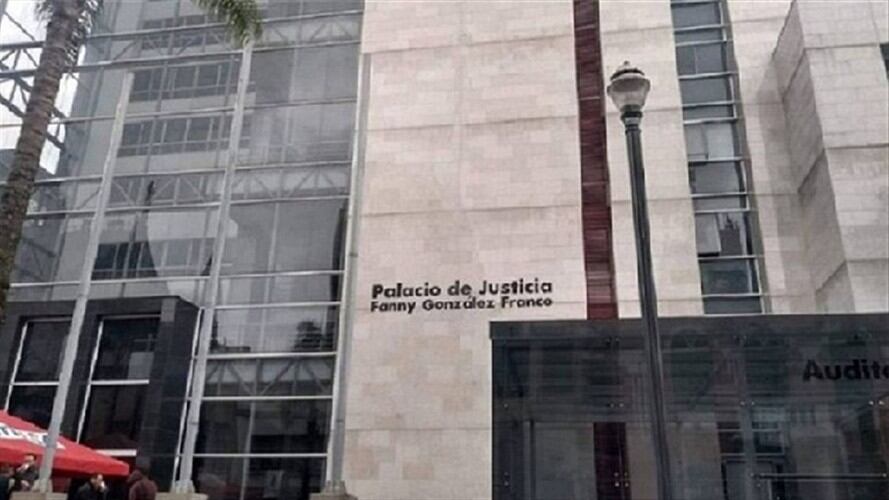 Palacio de Justicia
Fanny González Franco